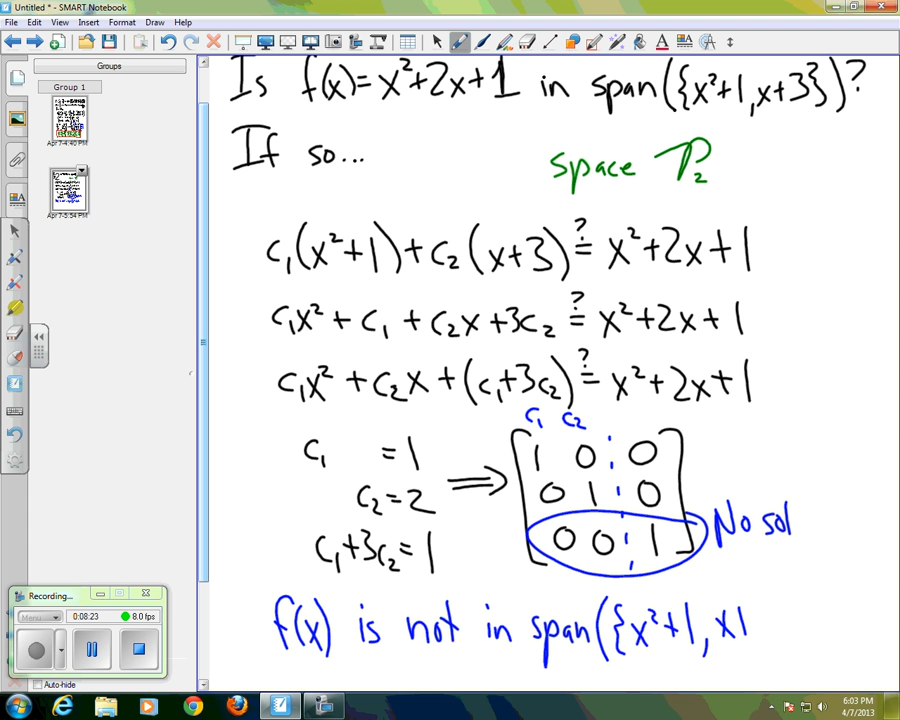 Untitled * - SMART Notebook
File Edit View Insert Format Draw Window Help
Groups
Group 1
Apr 7-4:40 PM
Apr 7-5:54 PM
Is f(x)=x²+2x+1 in span({x²+1,x+3})?
If so...
space P₂
c₁(x²+1)+c₂(x+3) ?= x²+2x+1
c₁x²+c₁+c₂x+3c₂ ?= x²+2x+1
c₁x²+c₂x+(c₁+3c₂) ?= x²+2x+1
c₁ c₂
c₁ =1 ⟹ [1 0 ¦ 0
c₂=2 0 1 ¦ 0
c₁+3c₂=1 0 0 ¦ 1] No sol
f(x) is not in span({x²+1, x1
Recording...
Menu
0:08:23 8.0 fps
Auto-hide
6:03 PM
4/7/2013